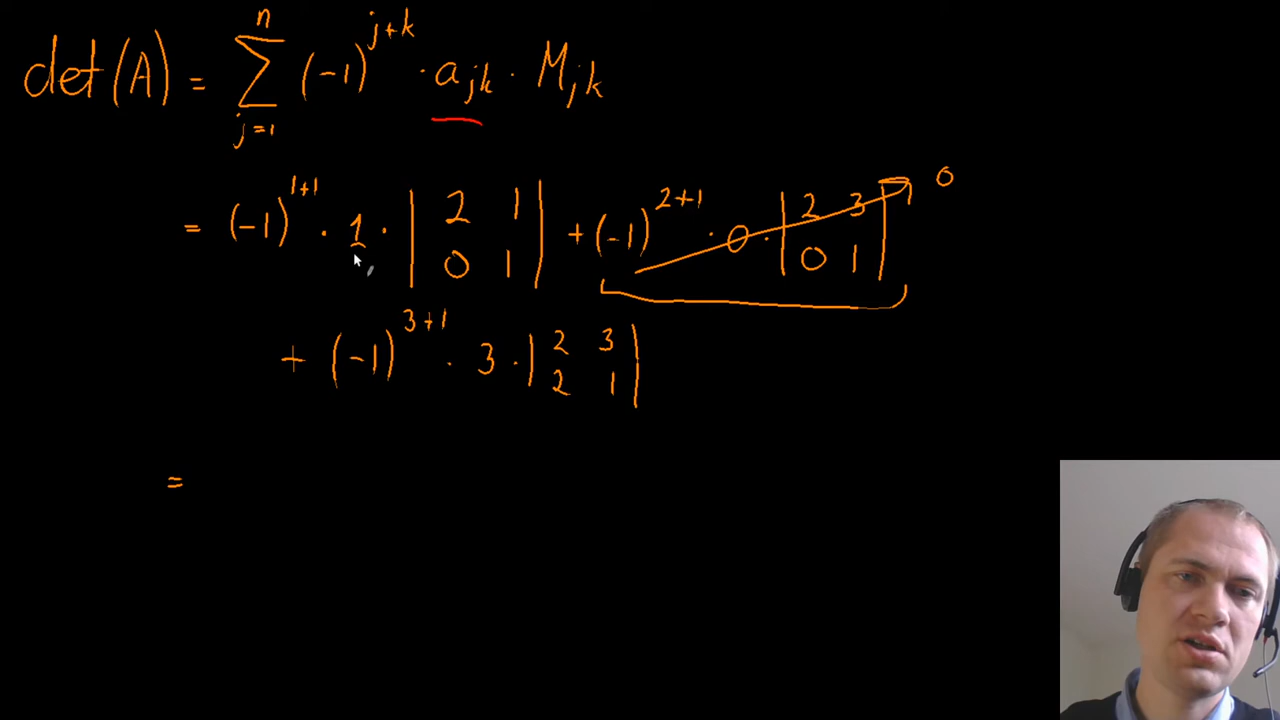 det(A) = n∑j=1 (-1)^{j+k} · a_{jk} · M_{jk}
= (-1)^{1+1} · 1 · |2 1; 0 1| + (-1)^{2+1} · 0 · |2 3; 0 1| 0
+ (-1)^{3+1} · 3 · |2 3; 2 1|
=